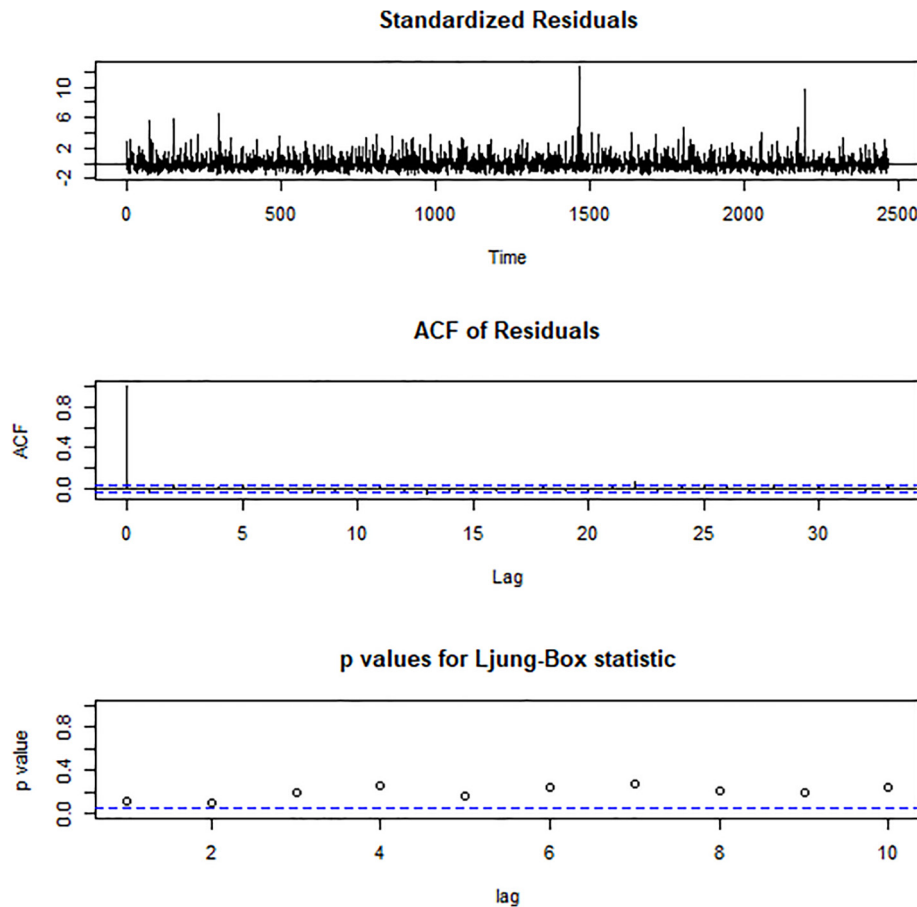 Standardized Residuals
10
6
2
-2
0 500 1000 1500 2000 2500
Time
ACF of Residuals
ACF
0.8
0.4
0.0
0 5 10 15 20 25 30
Lag
p values for Ljung-Box statistic
p value
0.8
0.4
0.0
2 4 6 8 10
lag